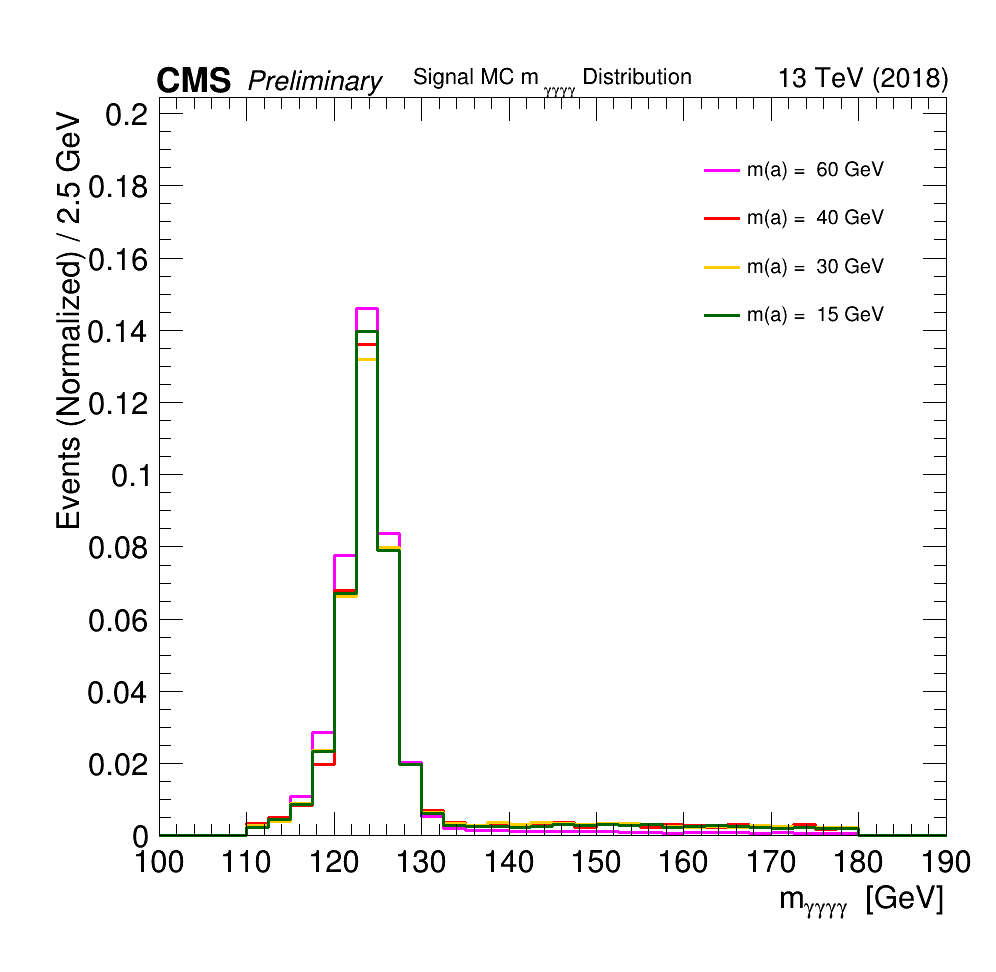 CMS Preliminary Signal MC m γγγγ Distribution 13 TeV (2018)
Events (Normalized) / 2.5 GeV
0.2
0.18
0.16
0.14
0.12
0.1
0.08
0.06
0.04
0.02
0
m(a) = 60 GeV
m(a) = 40 GeV
m(a) = 30 GeV
m(a) = 15 GeV
100 110 120 130 140 150 160 170 180 190
mγγγγ [GeV]